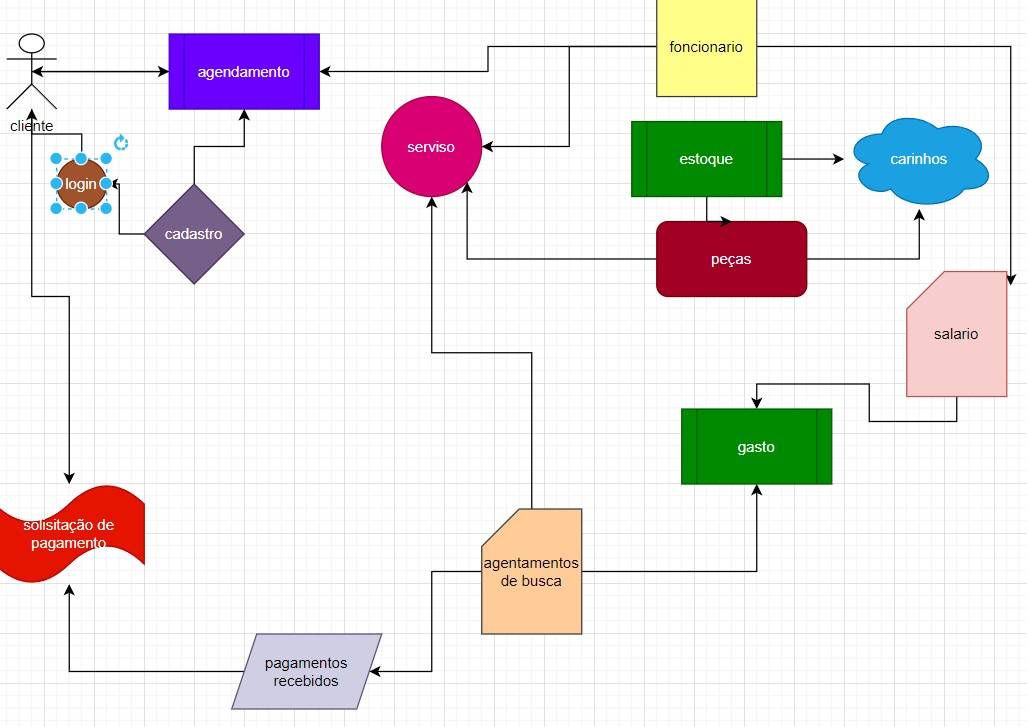 foncionario
agendamento
cliente
serviso
estoque
carinhos
login
cadastro
peças
salario
gasto
solisitação de
pagamento
agentamentos
de busca
pagamentos
recebidos